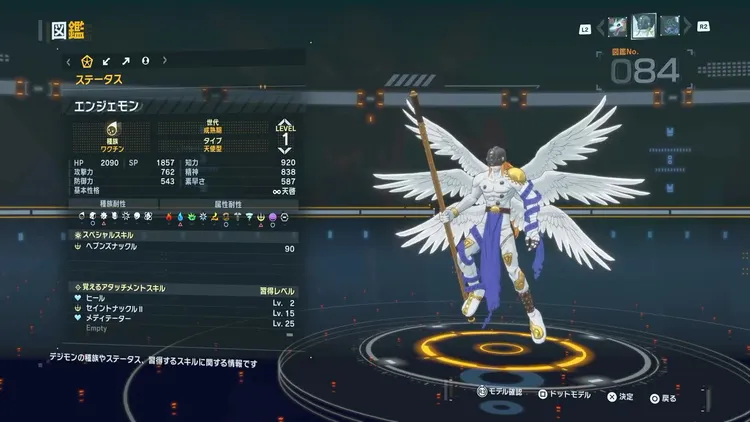 図鑑
L2
R2
図鑑No.
084
ステータス
エンジェモン
種族
ワクチン
世代
成熟期
タイプ
天使型
LEVEL
1
HP 2090 SP 1857 知力 920
攻撃力 762 精神 838
防御力 543 素早さ 587
基本性格 天啓
種族耐性 属性耐性
スペシャルスキル
ヘブンズナックル 90
覚えるアタッチメントスキル 習得レベル
ヒール Lv. 2
セイントナックルⅡ Lv. 15
メディテーター Lv. 25
Empty
デジモンの種族やステータス、習得するスキルに関する情報です
R3 モデル確認 ドットモデル 決定 戻る